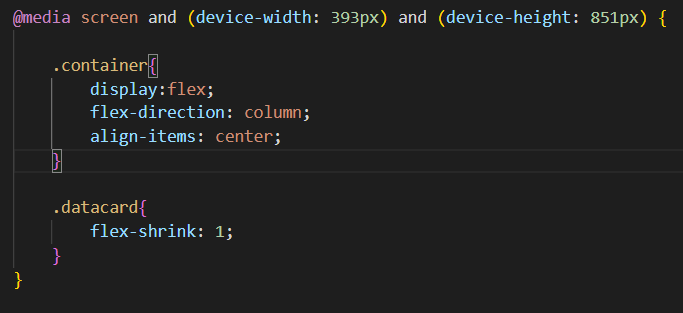 @media screen and (device-width: 393px) and (device-height: 851px) {
.container{
display:flex;
flex-direction: column;
align-items: center;
}
.datacard{
flex-shrink: 1;
}
}